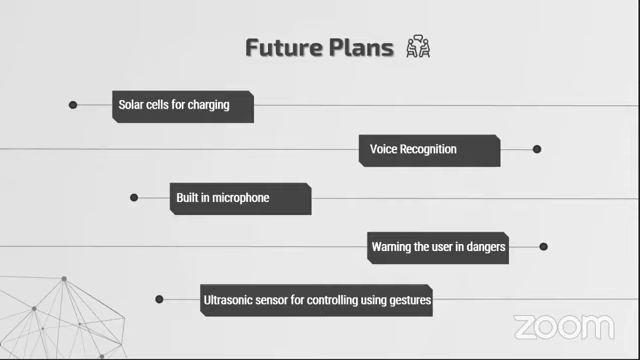 Future Plans
Solar cells for charging
Voice Recognition
Built in microphone
Warning the user in dangers
Ultrasonic sensor for controlling using gestures
zoom